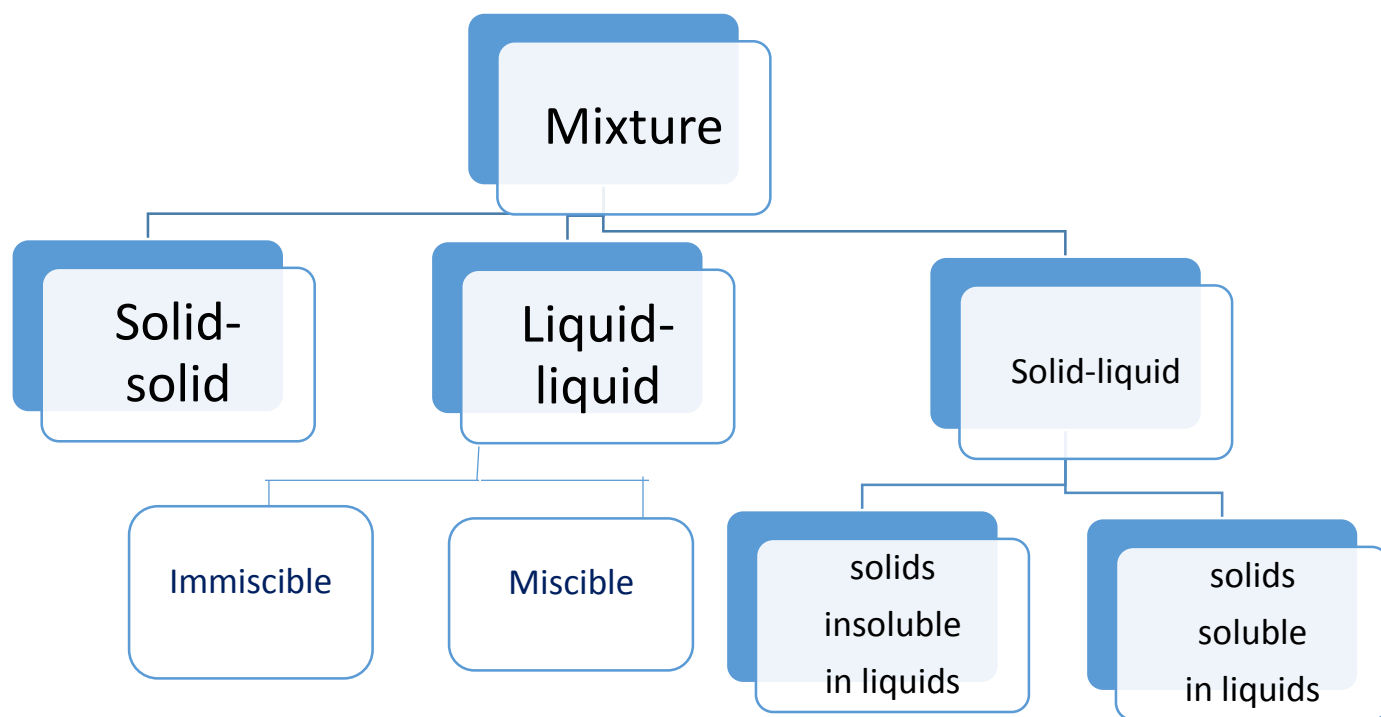 Mixture
Solid-
solid
Liquid-
liquid
Solid-liquid
Immiscible
Miscible
solids
insoluble
in liquids
solids
soluble
in liquids